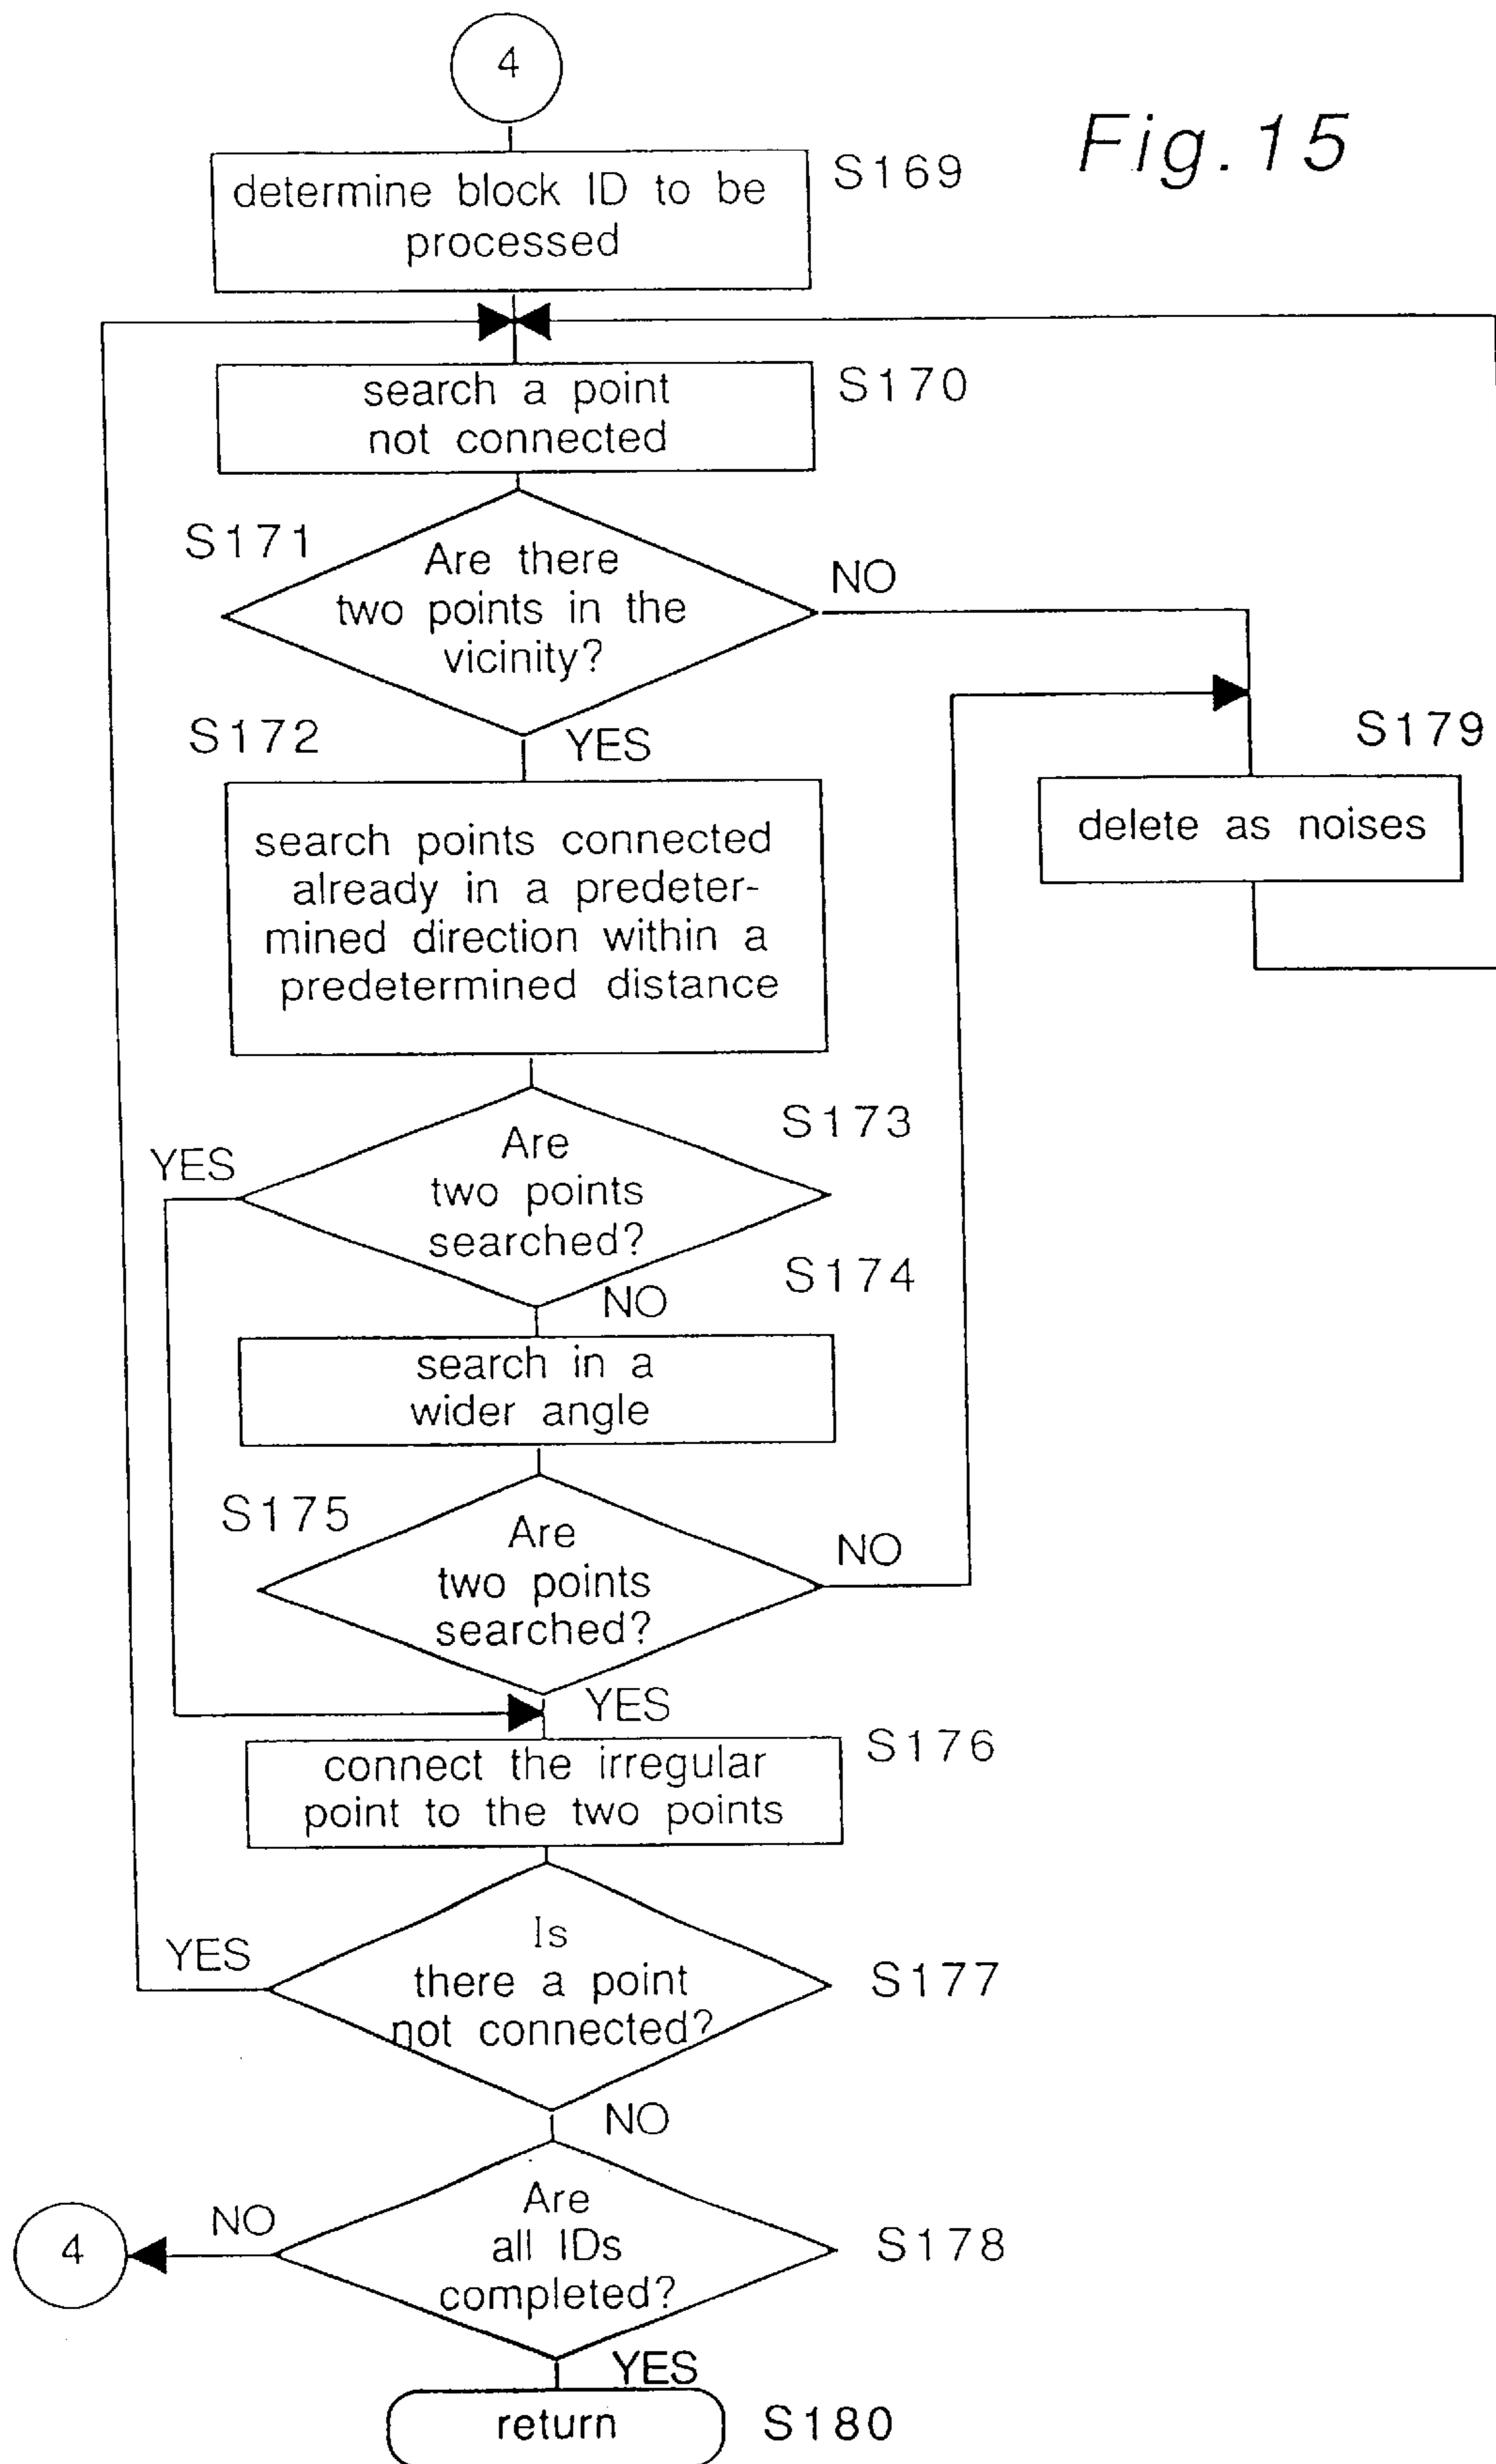 4
Fig. 15
determine block ID to be
processed
S169
search a point
not connected
S170
S171
Are there
two points in the
vicinity?
NO
YES
S172
search points connected
already in a predeter-
mined direction within a
predetermined distance
S179
delete as noises
S173
Are
two points
searched?
YES
NO
S174
search in a
wider angle
S175
Are
two points
searched?
NO
YES
S176
connect the irregular
point to the two points
Is
there a point
not connected?
YES
S177
NO
Are
all IDs
completed?
NO
4
S178
YES
return
S180